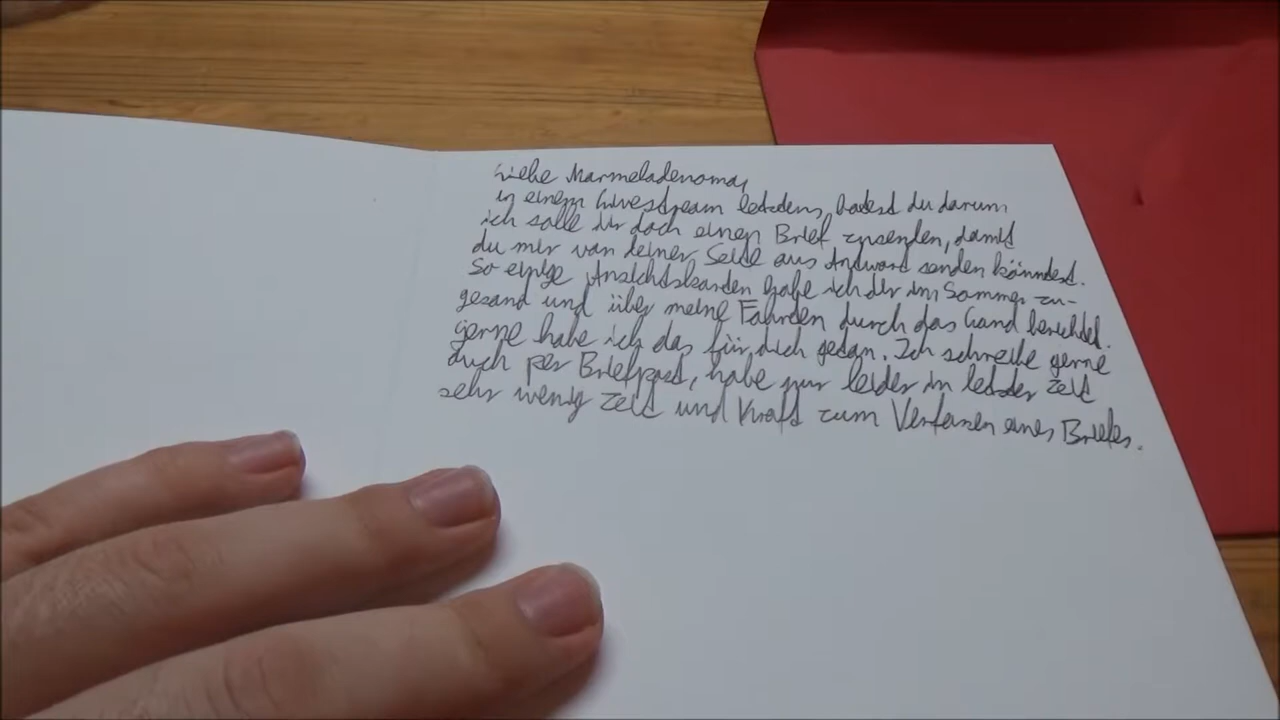 Liebe Marmeladenoma,
in einem Livestream letztens, batest du darum
ich solle dir doch einen Brief zusenden, damit
du mir von deiner Seite aus Antword senden könntest.
So einige Ansichtskarten habe ich dir im Sommer zu-
gesand und über meine Fahrten durch das Land berichtet.
Gerne habe ich das für dich getan. Ich schreibe gerne
auch per Briefpost, habe nur leider in letzter Zeit
sehr wenig Zeit und Kraft zum Verfassen eines Briefes.